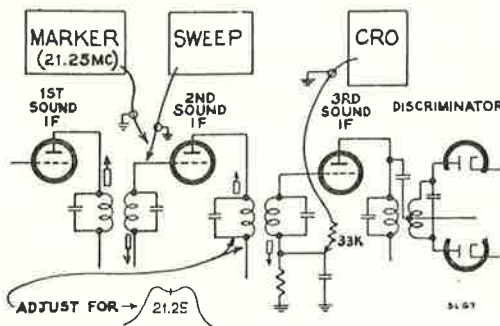 MARKER
(21.25MC)
SWEEP
CRO
1ST
SOUND
IF
2ND
SOUND
IF
3RD
SOUND
IF
DISCRIMINATOR
33K
ADJUST FOR → 21.25